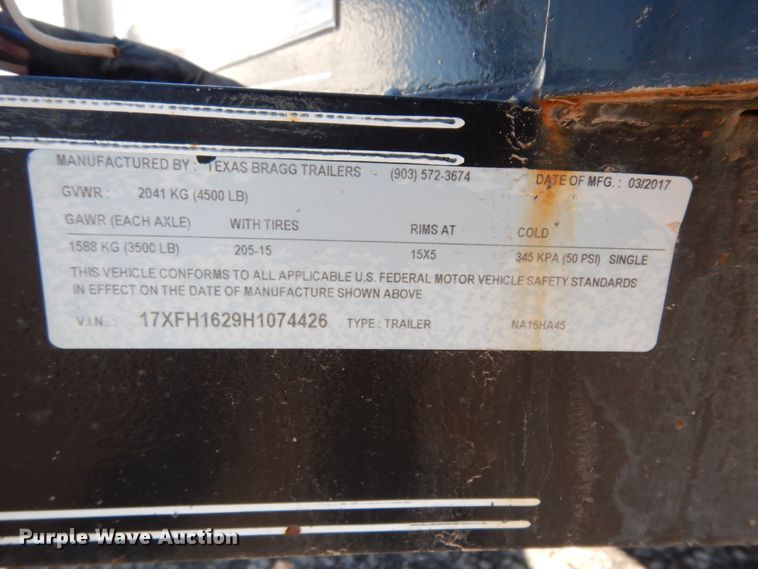 MANUFACTURED BY : TEXAS BRAGG TRAILERS - (903) 572-3674 DATE OF MFG. : 03/2017
GVWR : 2041 KG (4500 LB)
GAWR (EACH AXLE) WITH TIRES RIMS AT COLD
1588 KG (3500 LB) 205-15 15X5 345 KPA (50 PSI) SINGLE
THIS VEHICLE CONFORMS TO ALL APPLICABLE U.S. FEDERAL MOTOR VEHICLE SAFETY STANDARDS
IN EFFECT ON THE DATE OF MANUFACTURE SHOWN ABOVE
V.I.N.. : 17XFH1629H1074426 TYPE : TRAILER NA16HA45
Purple Wave Auction